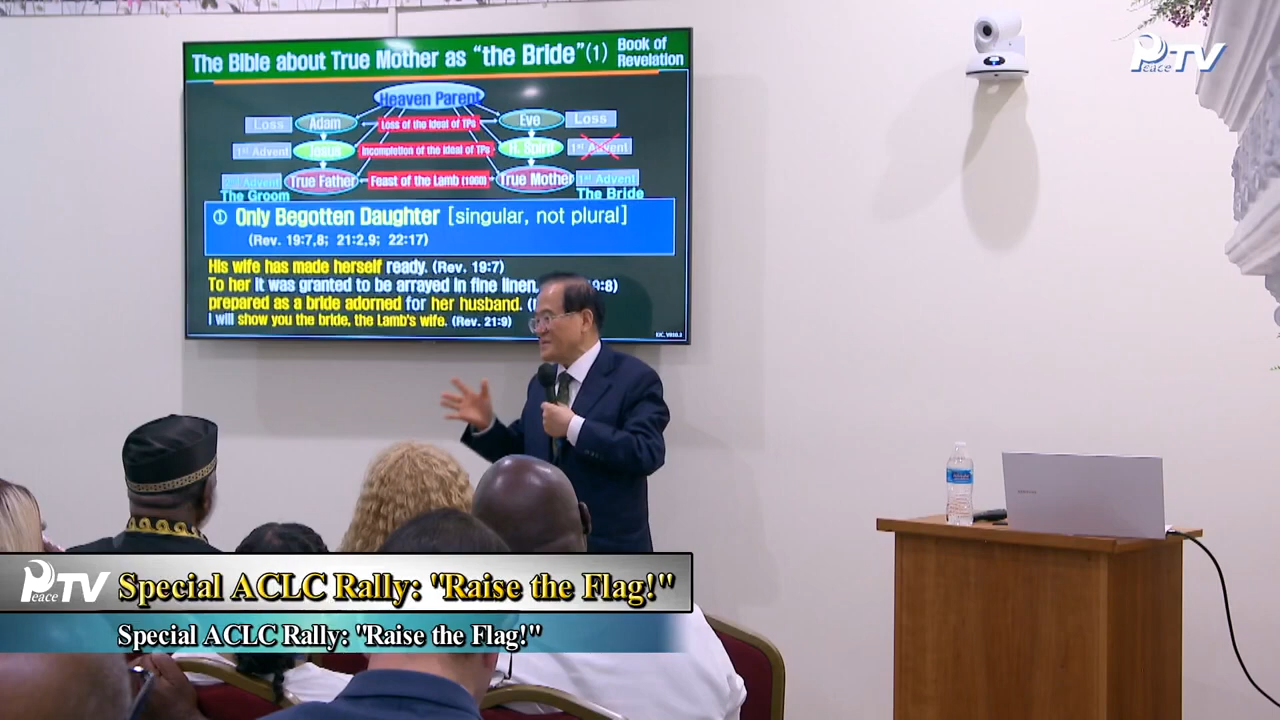 The Bible about True Mother as "the Bride"(1) Book of Revelation
Heaven Parent
Loss Adam Loss of the Ideal of TPs Eve Loss
1st Advent Jesus Incompletion of the Ideal of TPs H. Spirit 1st Advent
2nd Advent True Father Feast of the Lamb (1960) True Mother 1st Advent
The Groom The Bride
① Only Begotten Daughter [singular, not plural]
(Rev. 19:7,8; 21:2,9; 22:17)
His wife has made herself ready. (Rev. 19:7)
To her it was granted to be arrayed in fine linen. 9:8)
prepared as a bride adorned for her husband.
I will show you the bride, the Lamb's wife. (Rev. 21:9)
Peace TV
Peace TV Special ACLC Rally: "Raise the Flag!"
Special ACLC Rally: "Raise the Flag!"